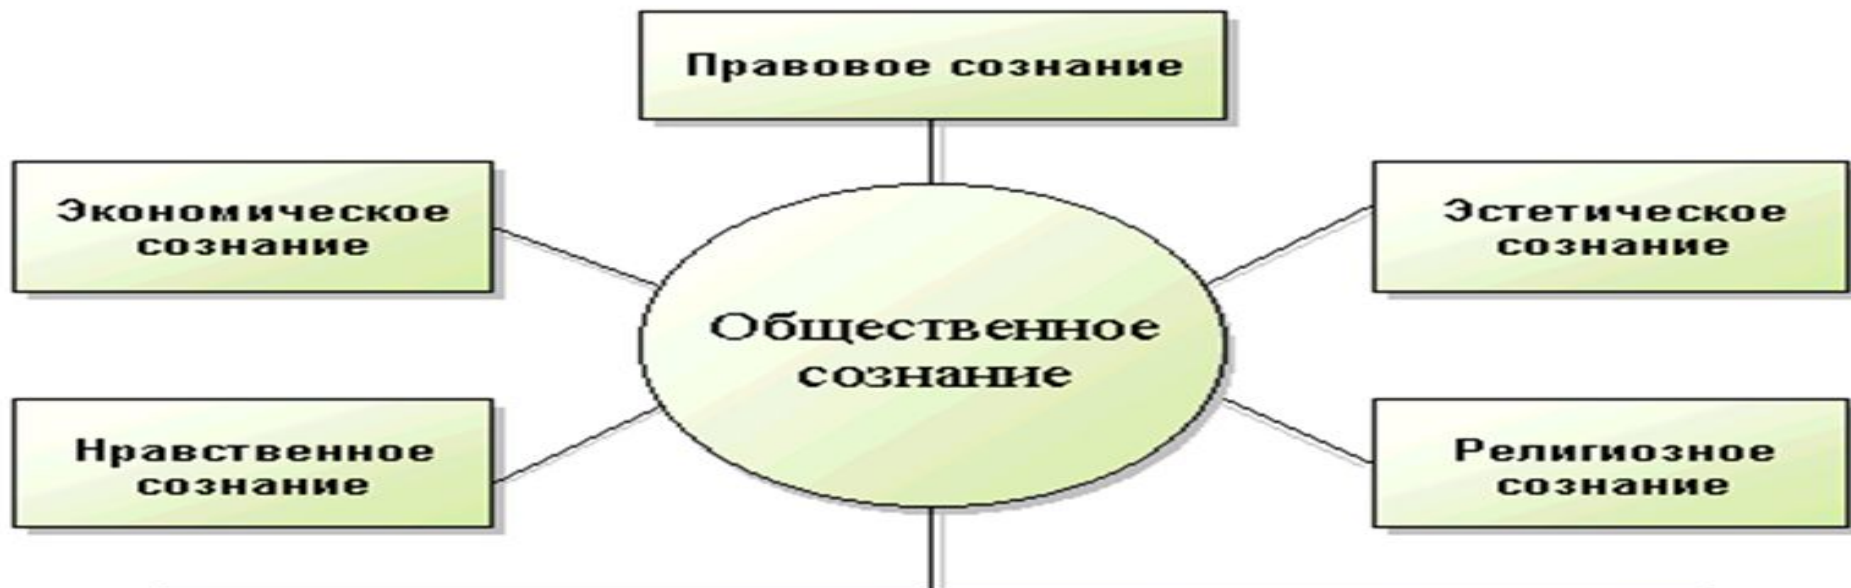 Правовое сознание
Экономическое
сознание
Эстетическое
сознание
Общественное
сознание
Нравственное
сознание
Религиозное
сознание